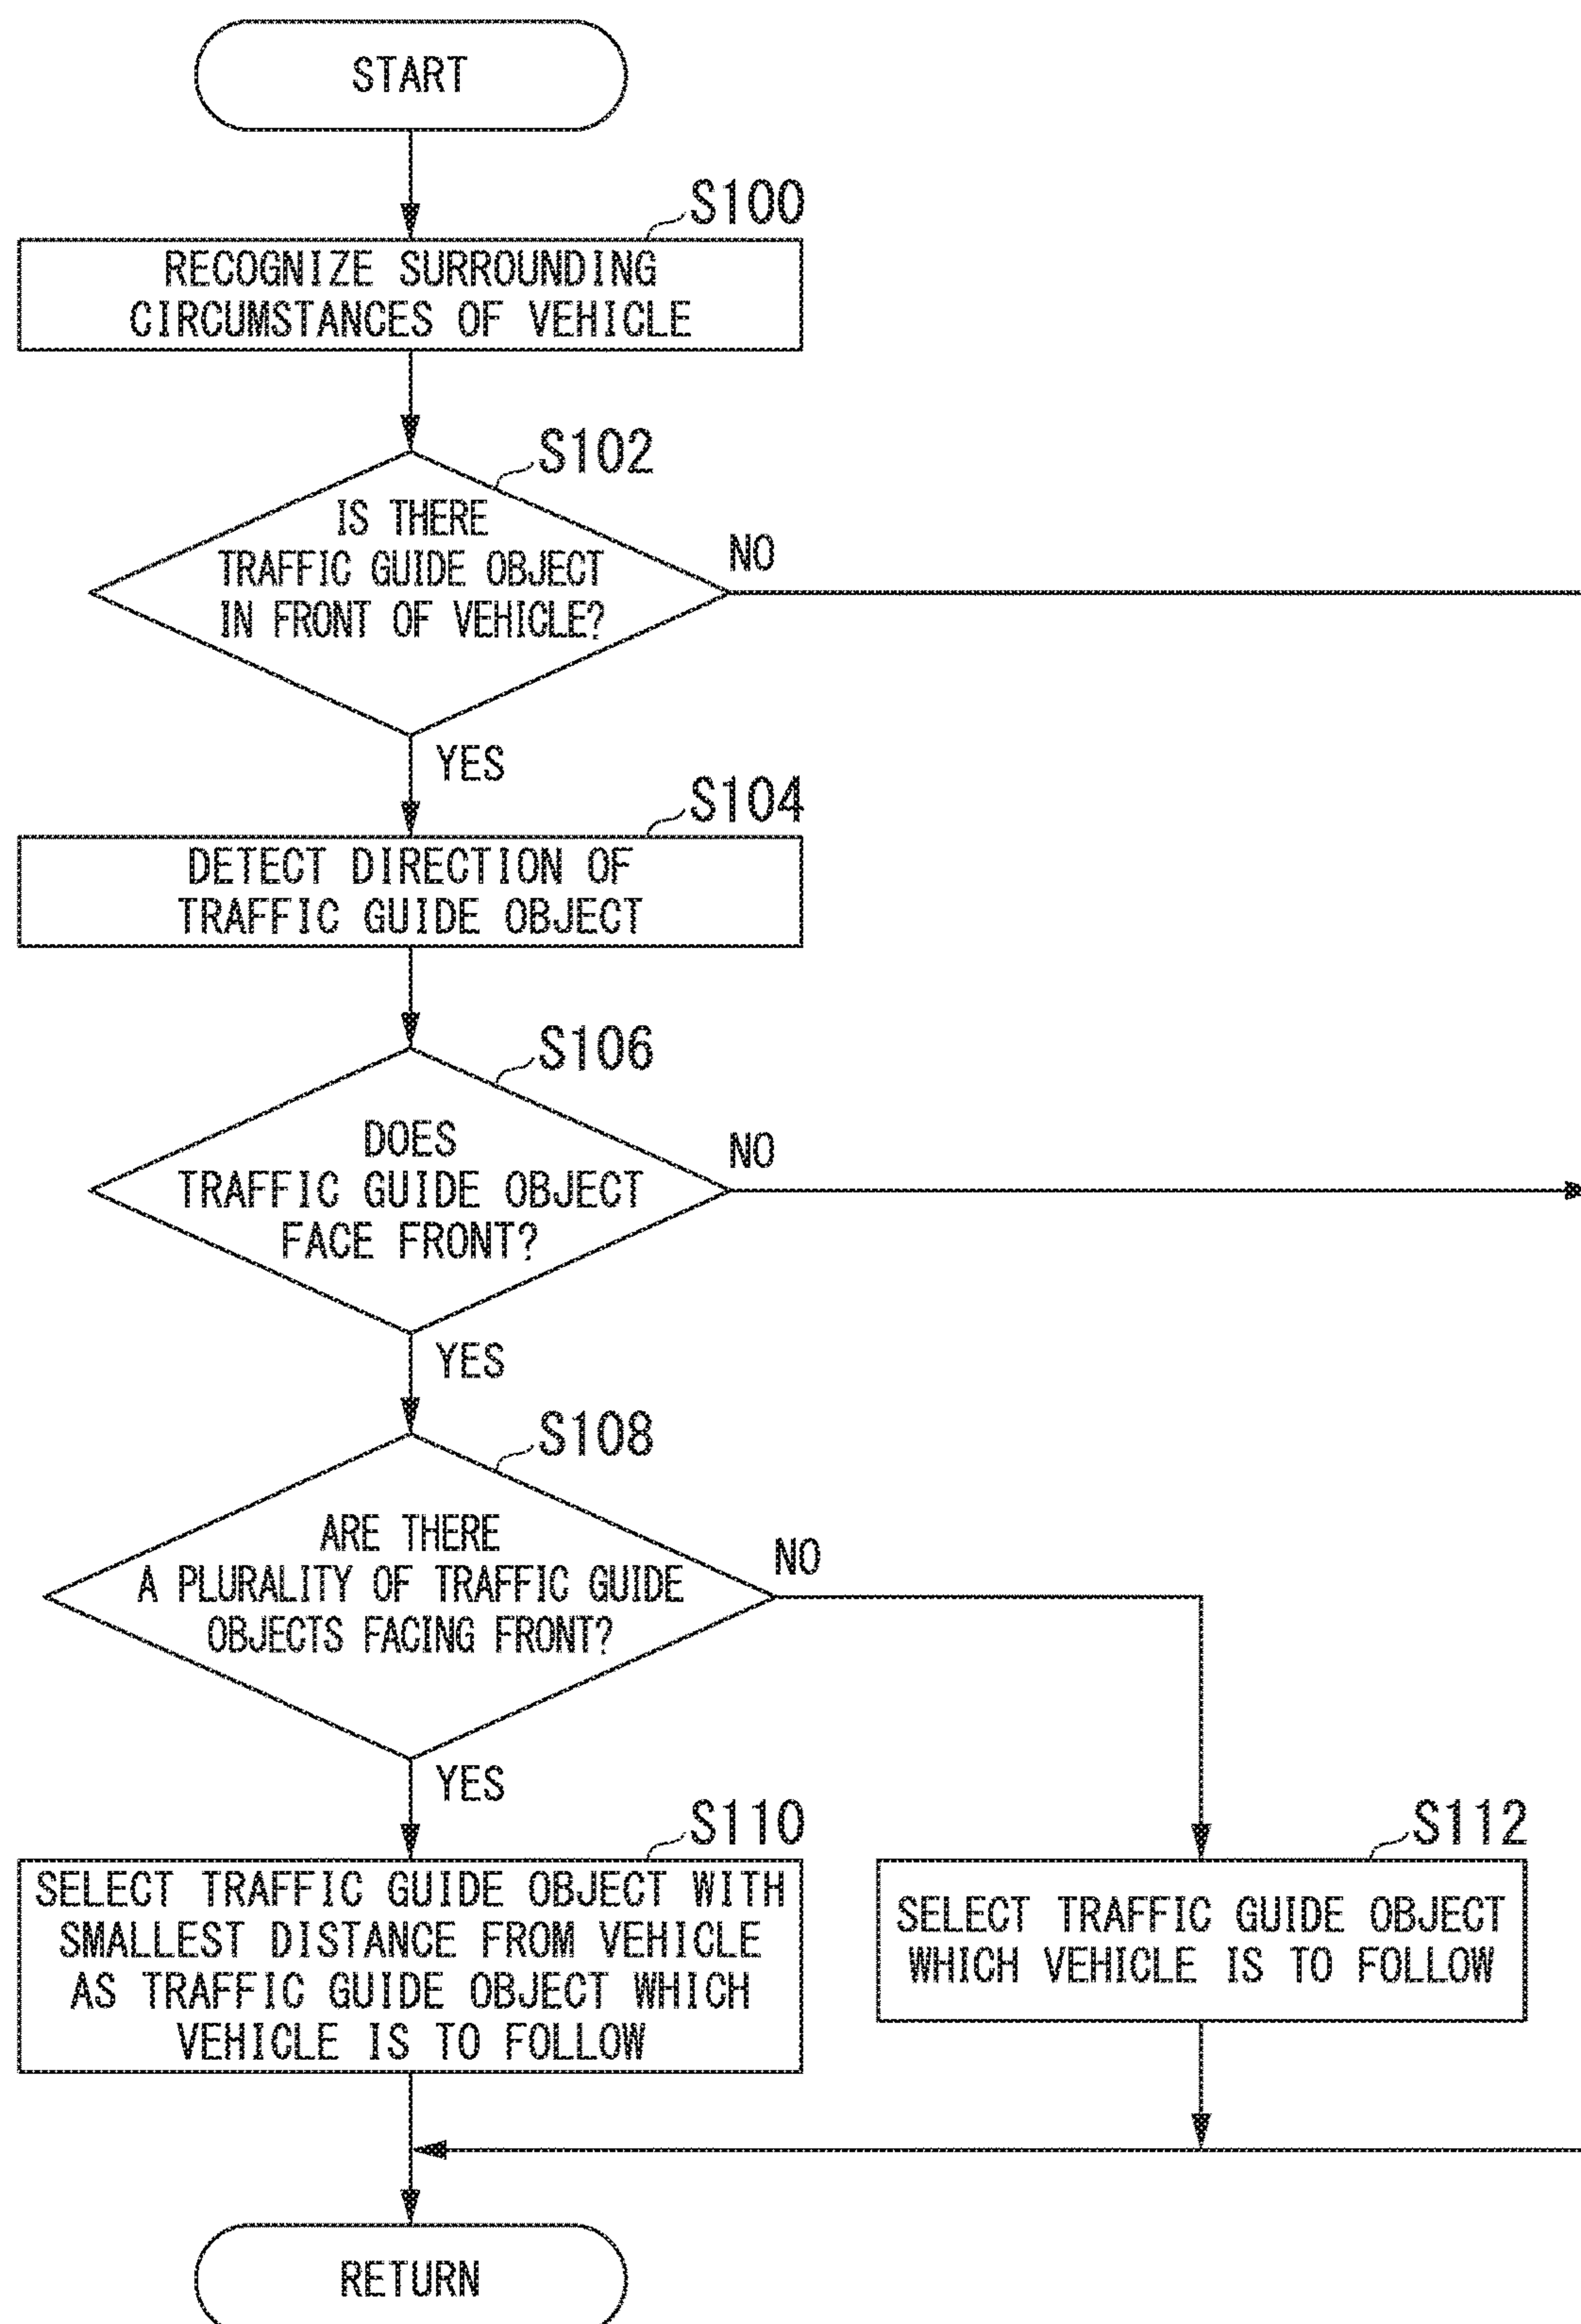 START
S100
RECOGNIZE SURROUNDING
CIRCUMSTANCES OF VEHICLE
S102
IS THERE
TRAFFIC GUIDE OBJECT
IN FRONT OF VEHICLE?
NO
YES
S104
DETECT DIRECTION OF
TRAFFIC GUIDE OBJECT
S106
DOES
TRAFFIC GUIDE OBJECT
FACE FRONT?
NO
YES
S108
ARE THERE
A PLURALITY OF TRAFFIC GUIDE
OBJECTS FACING FRONT?
NO
YES
S110
SELECT TRAFFIC GUIDE OBJECT WITH
SMALLEST DISTANCE FROM VEHICLE
AS TRAFFIC GUIDE OBJECT WHICH
VEHICLE IS TO FOLLOW
S112
SELECT TRAFFIC GUIDE OBJECT
WHICH VEHICLE IS TO FOLLOW
RETURN